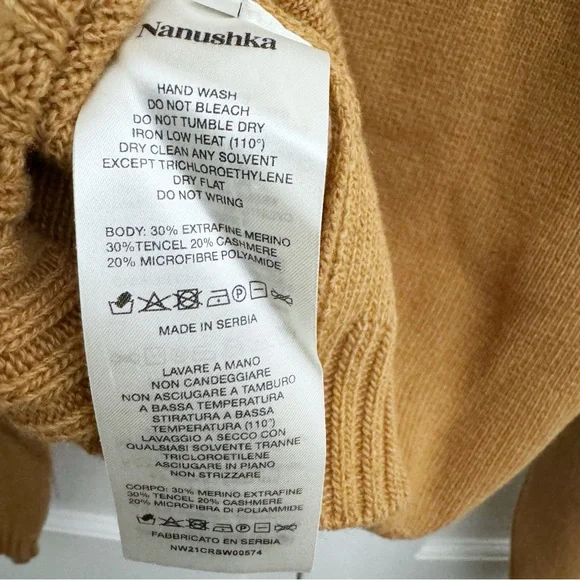 Nanushka
HAND WASH
DO NOT BLEACH
DO NOT TUMBLE DRY
IRON LOW HEAT (110°)
DRY CLEAN ANY SOLVENT
EXCEPT TRICHLOROETHYLENE
DRY FLAT
DO NOT WRING
BODY: 30% EXTRAFINE MERINO
30%TENCEL 20% CASHMERE
20% MICROFIBRE POLYAMIDE
MADE IN SERBIA
LAVARE A MANO
NON CANDEGGIARE
NON ASCIUGARE A TAMBURO
A BASSA TEMPERATURA
STIRATURA A BASSA
TEMPERATURA (110°)
LAVAGGIO A SECCO CON
QUALSIASI SOLVENTE TRANNE
TRICLOROETILENE
ASCIUGARE IN PIANO
NON STRIZZARE
CORPO: 30% MERINO EXTRAFINE
30% TENCEL 20% CASHMERE
20% MICROFIBRA DI POLIAMMIDE
FABBRICATO EN SERBIA
NW21CRSW00574